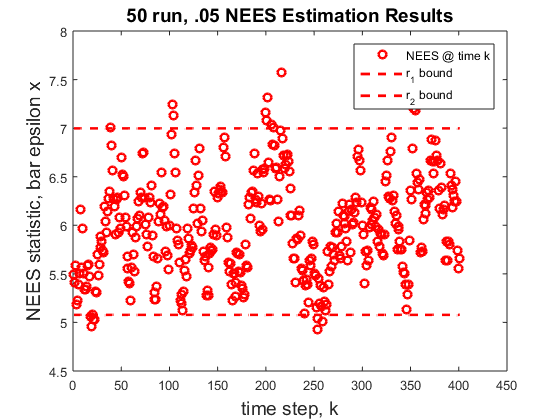 50 run, .05 NEES Estimation Results
NEES statistic, bar epsilon x
8
7.5
7
6.5
6
5.5
5
4.5
NEES @ time k
r1 bound
r2 bound
0 50 100 150 200 250 300 350 400 450
time step, k